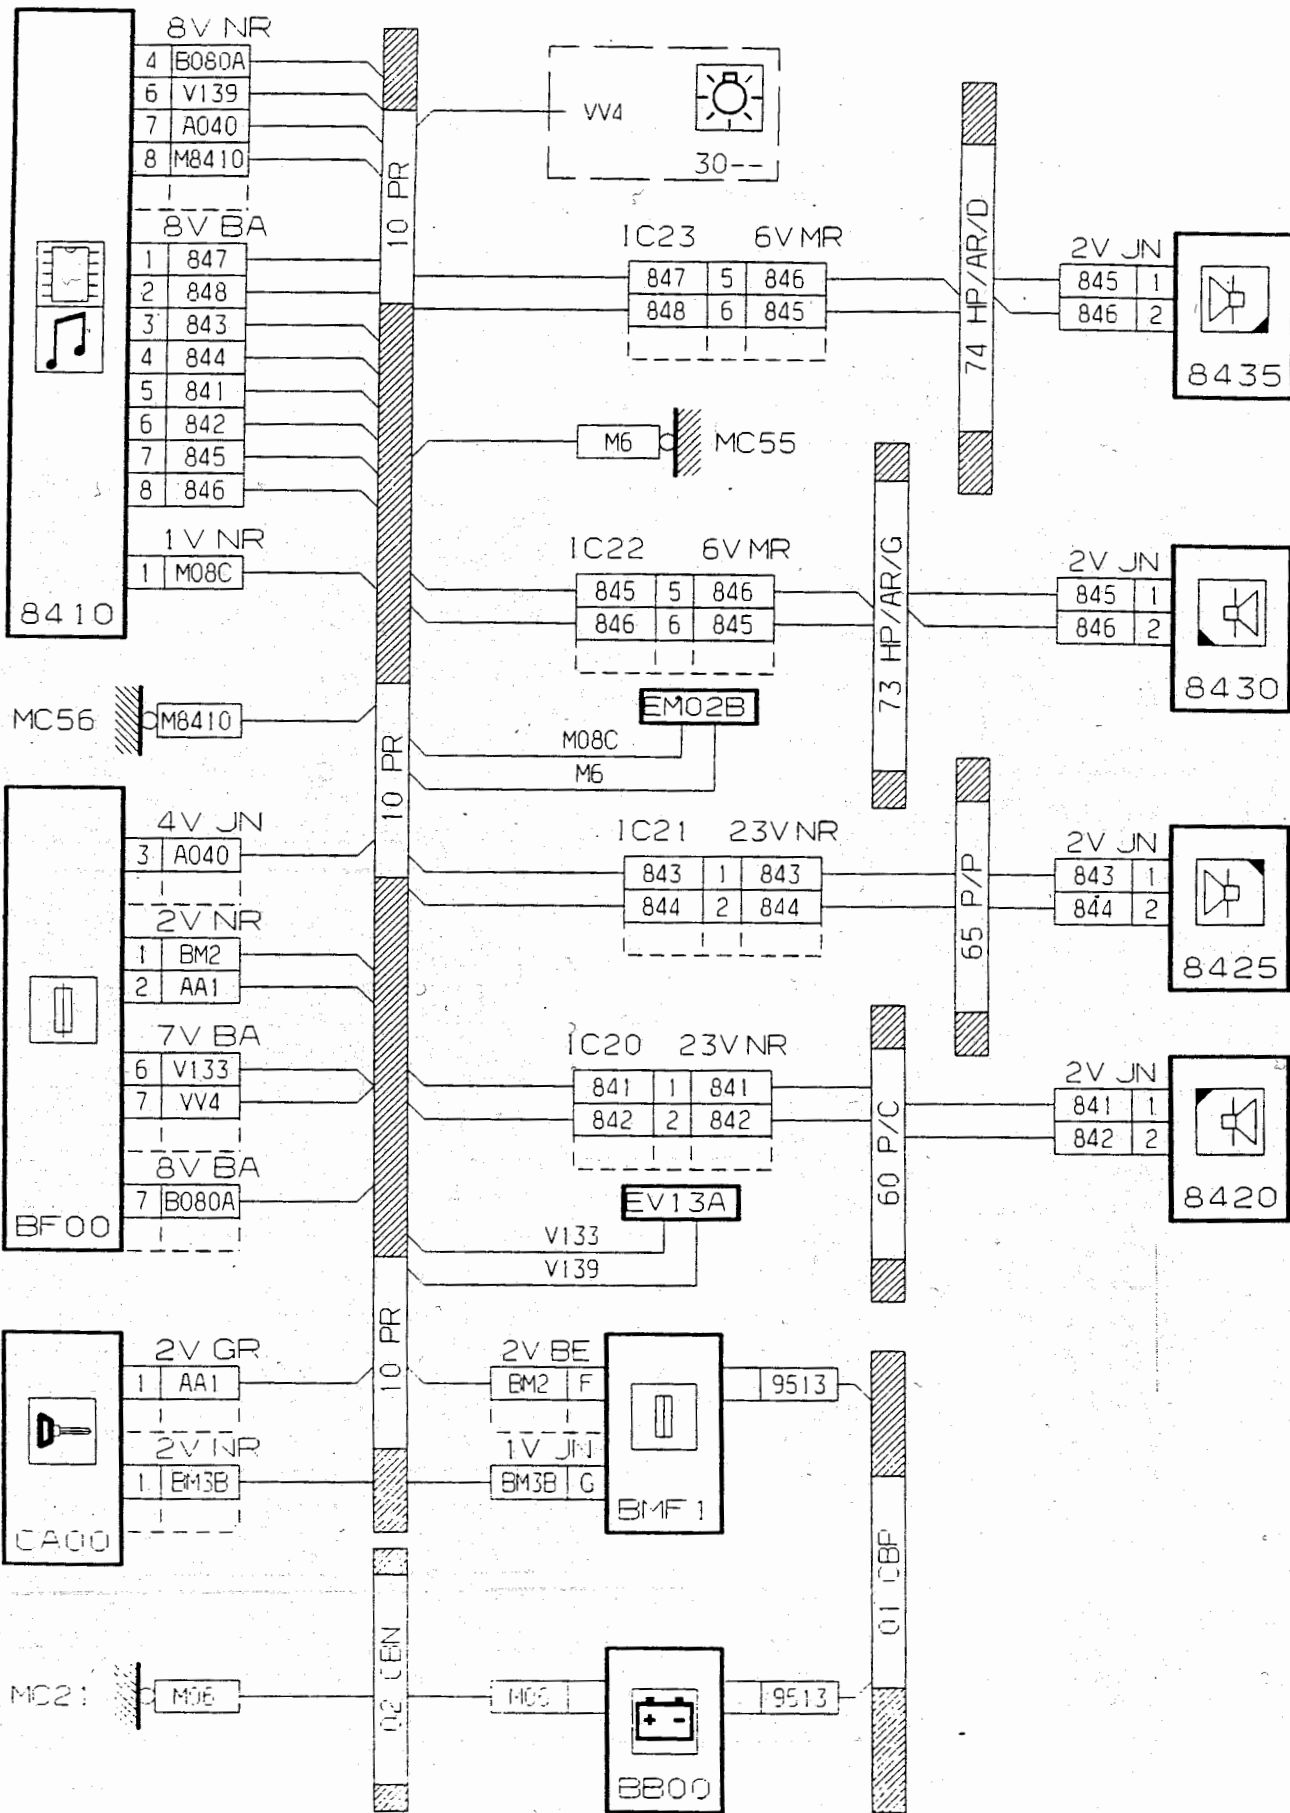 8V NR
4 B080A
6 V139
7 A040
8 M8410
8V BA
1 847
2 848
3 843
4 844
5 841
6 842
7 845
8 846
1V NR
1 M08C
8410
10 PR
VV4
30--
IC23 6V MR
847 5 846
848 6 845
74 HP/AR/D
2V JN
845 1
846 2
8435
M6
MC55
IC22 6V MR
845 5 846
846 6 845
73 HP/AR/G
2V JN
845 1
846 2
8430
EM02B
M08C
M6
MC56
M8410
10 PR
4V JN
3 A040
2V NR
1 BM2
2 AA1
7V BA
6 V133
7 VV4
8V BA
7 B080A
BF00
IC21 23V NR
843 1 843
844 2 844
65 P/P
2V JN
843 1
844 2
8425
IC20 23V NR
841 1 841
842 2 842
60 P/C
2V JN
841 1
842 2
8420
EV13A
V133
V139
10 PR
2V GR
1 AA1
2V NR
1 BM3B
CA00
2V BE
BM2 F
1V JN
BM3B G
BMF1
9513
01 CBP
MC21
M06
02 CBN
M06
9513
BB00